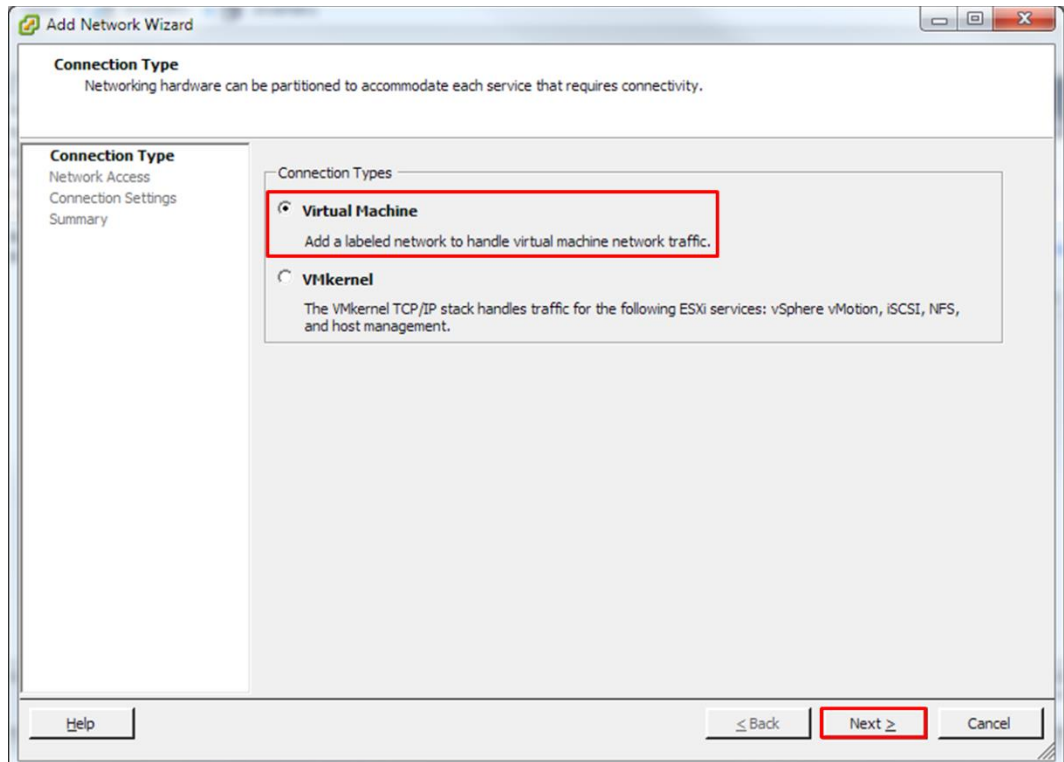 Add Network Wizard
Connection Type
Networking hardware can be partitioned to accommodate each service that requires connectivity.
Connection Type
Network Access
Connection Settings
Summary
Connection Types
Virtual Machine
Add a labeled network to handle virtual machine network traffic.
VMkernel
The VMkernel TCP/IP stack handles traffic for the following ESXi services: vSphere vMotion, iSCSI, NFS,
and host management.
Help
< Back
Next >
Cancel